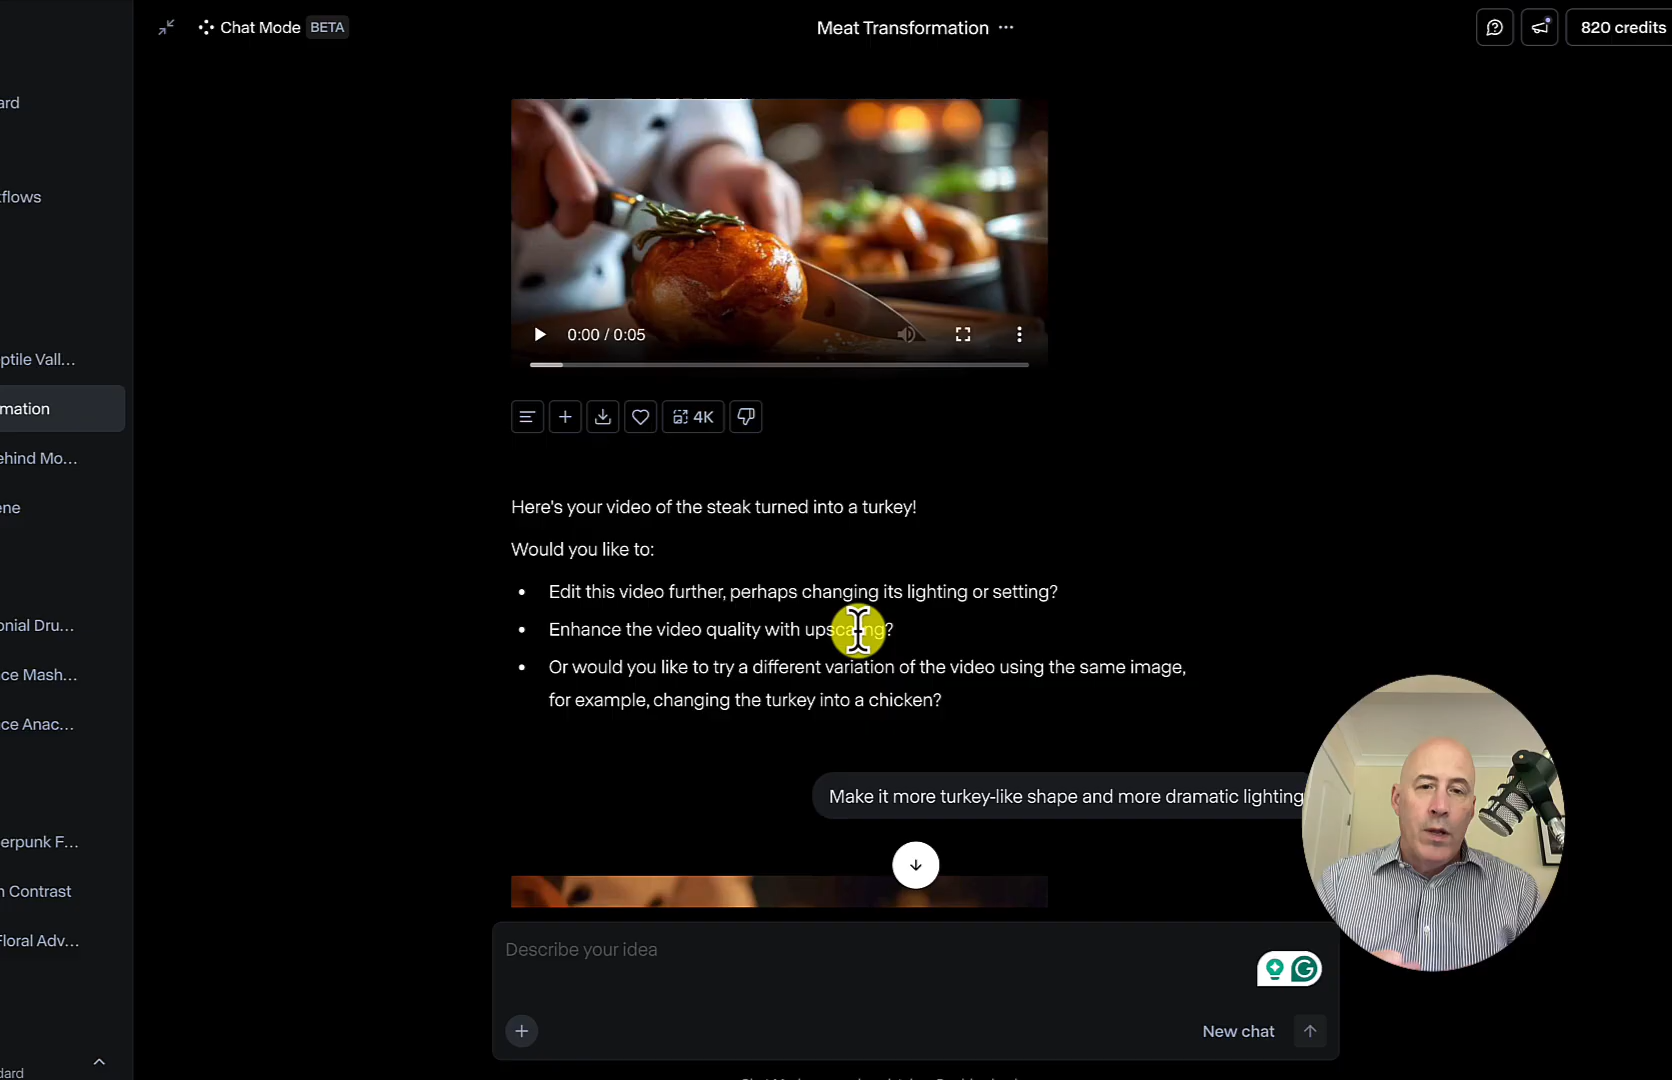 Chat Mode BETA
Meat Transformation ···
820 credits
ard
flows
ptile Vall...
mation
ehind Mo...
ene
onial Dru...
ce Mash...
ce Anac...
erpunk F...
n Contrast
Floral Adv...
dard
0:00 / 0:05
4K
Here's your video of the steak turned into a turkey!
Would you like to:
• Edit this video further, perhaps changing its lighting or setting?
• Enhance the video quality with upscaling?
• Or would you like to try a different variation of the video using the same image,
for example, changing the turkey into a chicken?
Make it more turkey-like shape and more dramatic lighting
Describe your idea
New chat